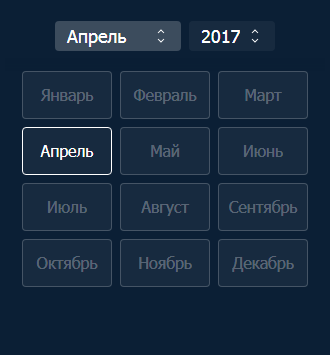 Апрель 2017
Январь Февраль Март
Апрель Май Июнь
Июль Август Сентябрь
Октябрь Ноябрь Декабрь